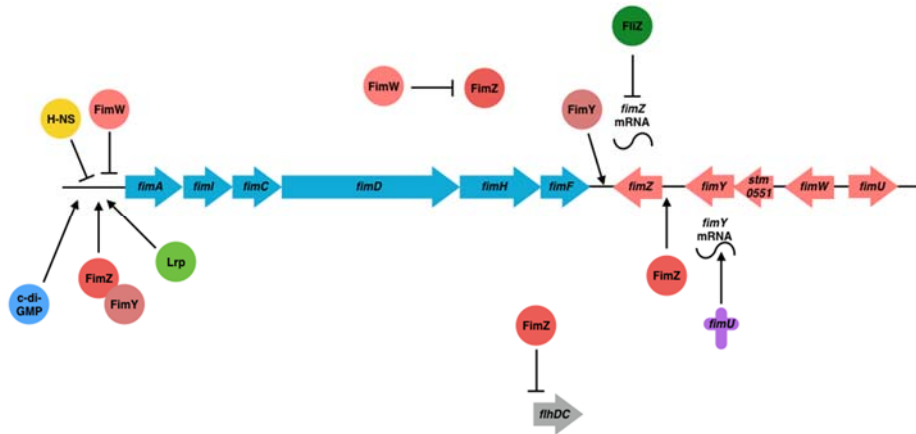 FliZ
FimW
FimZ
FimY
fimZ
mRNA
H-NS
FimW
fimA
fimI
fimC
fimD
fimH
fimF
fimZ
fimY
stm
0551
fimW
fimU
fimY
mRNA
Lrp
FimZ
FimY
c-di-
GMP
FimZ
fimU
FimZ
flhDC